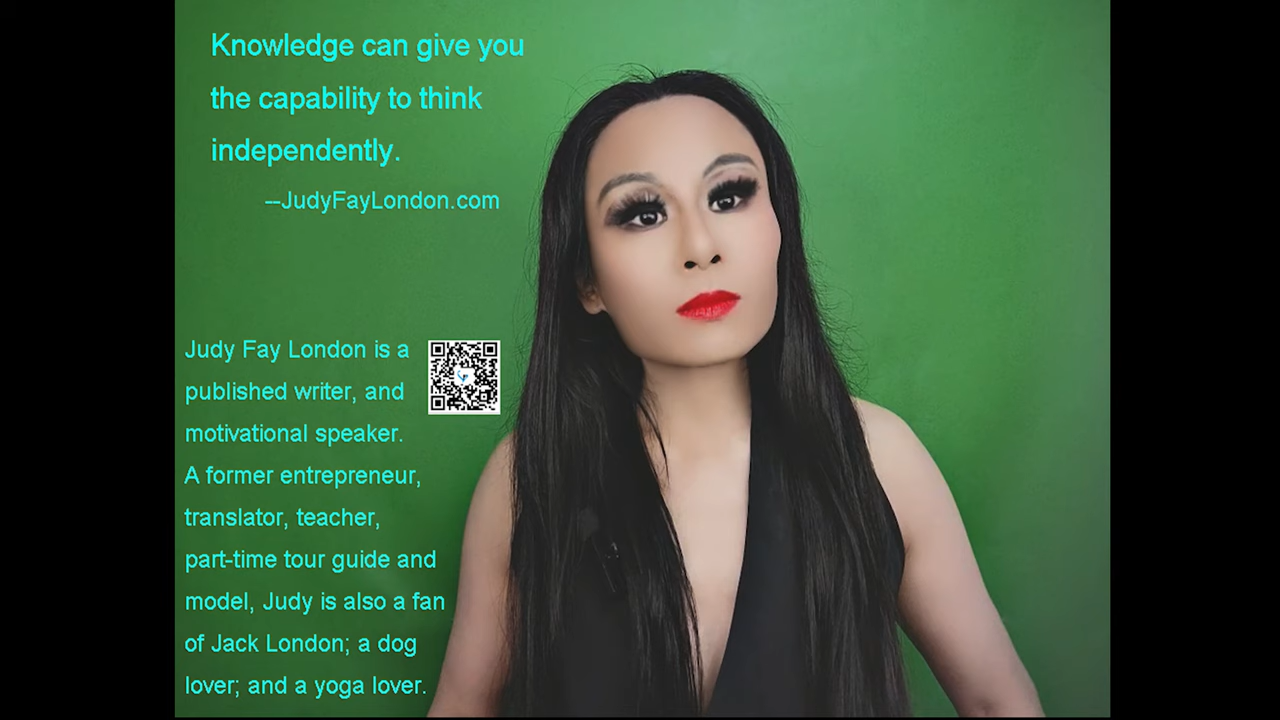 Knowledge can give you
the capability to think
independently.
--JudyFayLondon.com
Judy Fay London is a
published writer, and
motivational speaker.
A former entrepreneur,
translator, teacher,
part-time tour guide and
model, Judy is also a fan
of Jack London; a dog
lover; and a yoga lover.